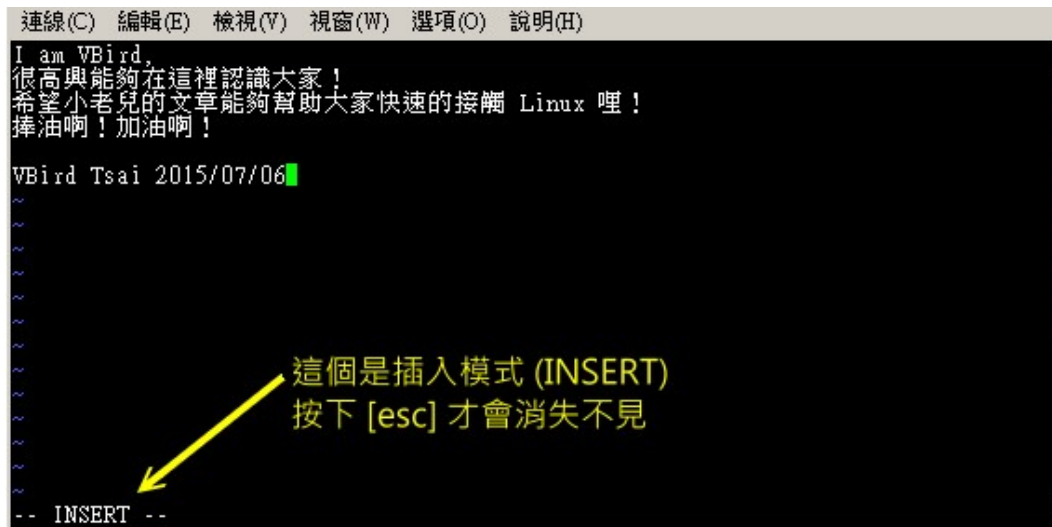 連線(C) 編輯(E) 檢視(V) 視窗(W) 選項(O) 說明(H)
I am VBird,
很高興能夠在這裡認識大家！
希望小老兒的文章能夠幫助大家快速的接觸 Linux 哩！
捧油啊！加油啊！
VBird Tsai 2015/07/06
~
~
~
~
~
~
~
~
~
~
~
~
~
這個是插入模式 (INSERT)
按下 [esc] 才會消失不見
-- INSERT --